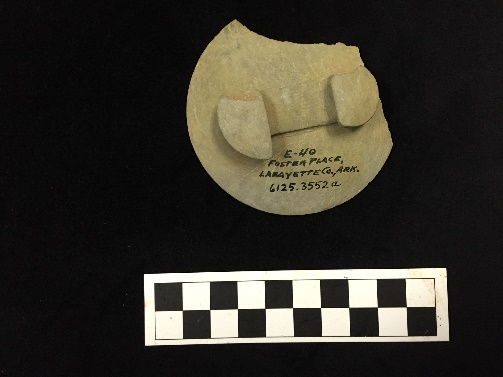 E-40
FOSTER PLACE,
LAFAYETTE CO., ARK.
6125.3552a